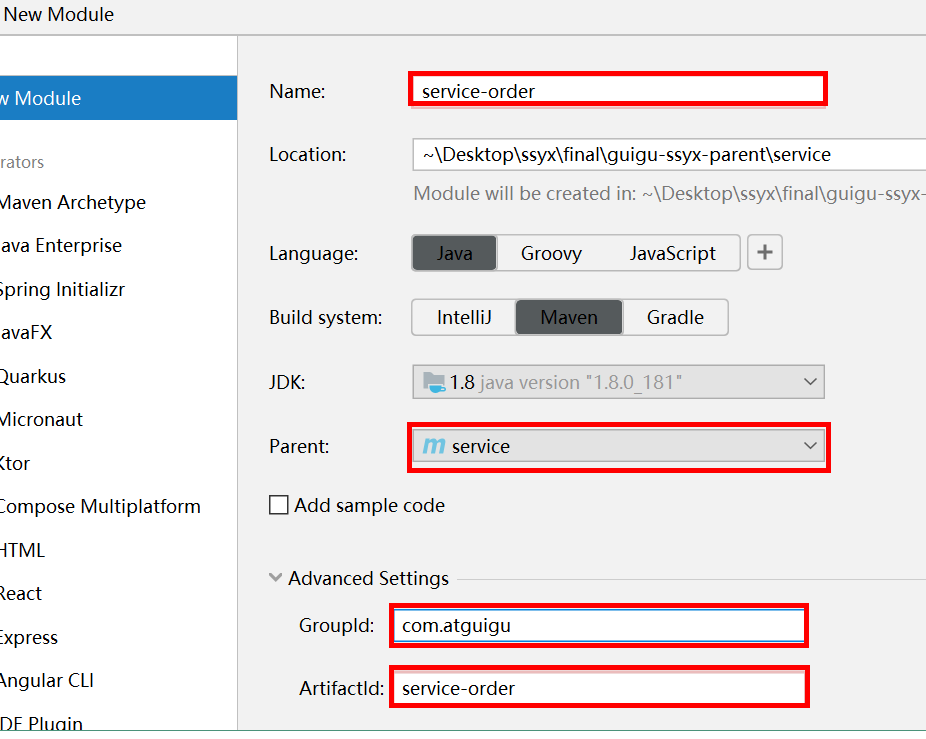 New Module
w Module
rators
Maven Archetype
ava Enterprise
Spring Initializr
avaFX
Quarkus
Micronaut
Ktor
Compose Multiplatform
HTML
React
Express
Angular CLI
IDE Plugin
Name: service-order
Location: ~\Desktop\ssyx\final\guigu-ssyx-parent\service
Module will be created in: ~\Desktop\ssyx\final\guigu-ssyx-
Language: Java Groovy JavaScript +
Build system: IntelliJ Maven Gradle
JDK: 1.8 java version "1.8.0_181"
Parent: m service
Add sample code
Advanced Settings
GroupId: com.atguigu
ArtifactId: service-order